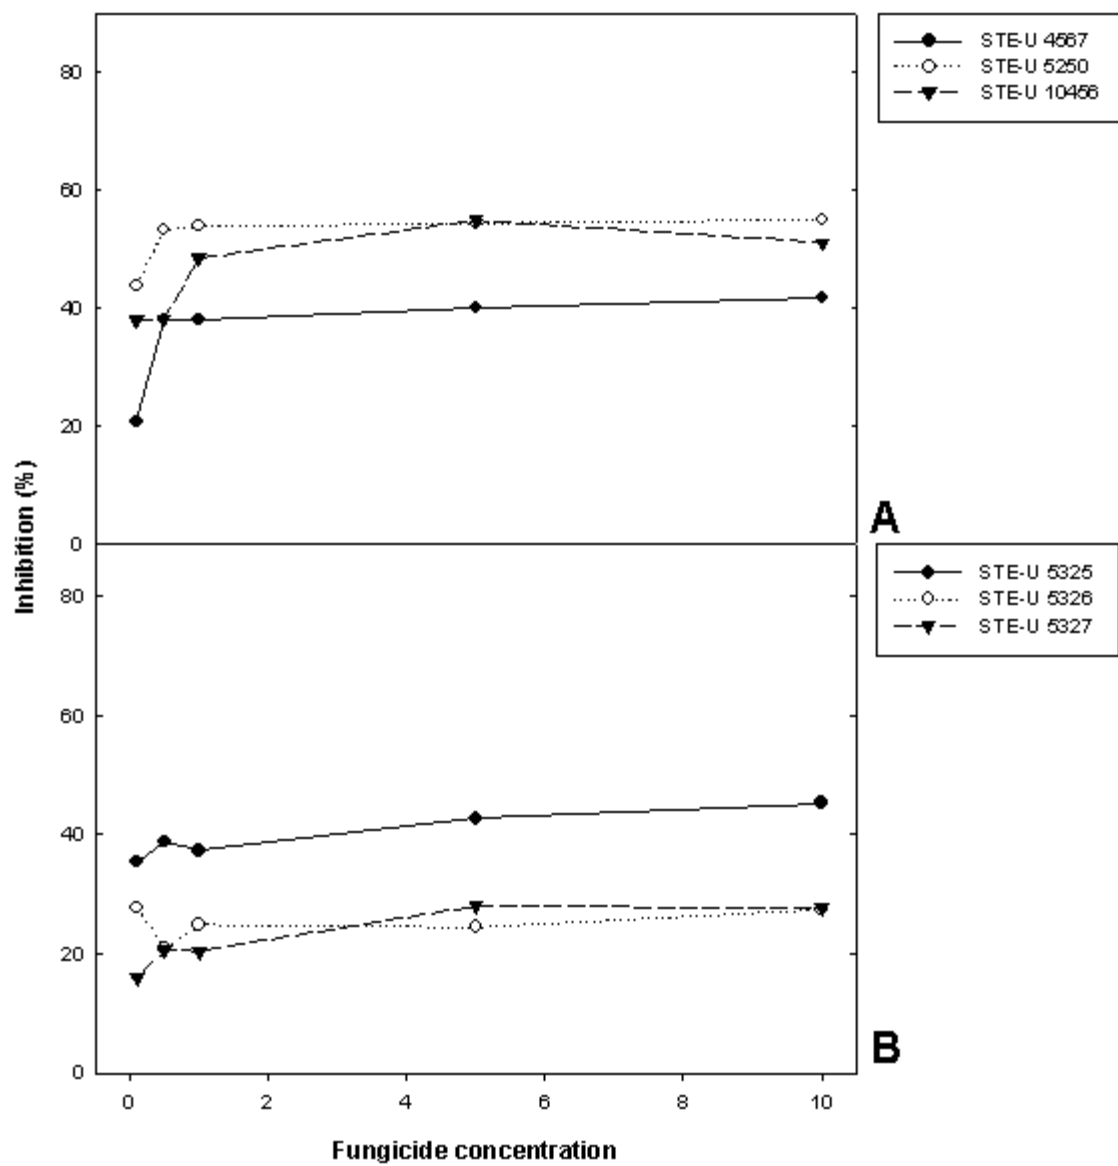 80
60
40
20
0
STE-U 4567
STE-U 5250
STE-U 10456
A
Inhibition (%)
80
60
40
20
0
STE-U 5325
STE-U 5326
STE-U 5327
B
0 2 4 6 8 10
Fungicide concentration